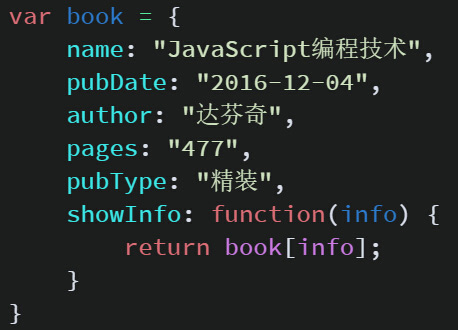 var book = {
    name: "JavaScript编程技术",
    pubDate: "2016-12-04",
    author: "达芬奇",
    pages: "477",
    pubType: "精装",
    showInfo: function(info) {
        return book[info];
    }
}